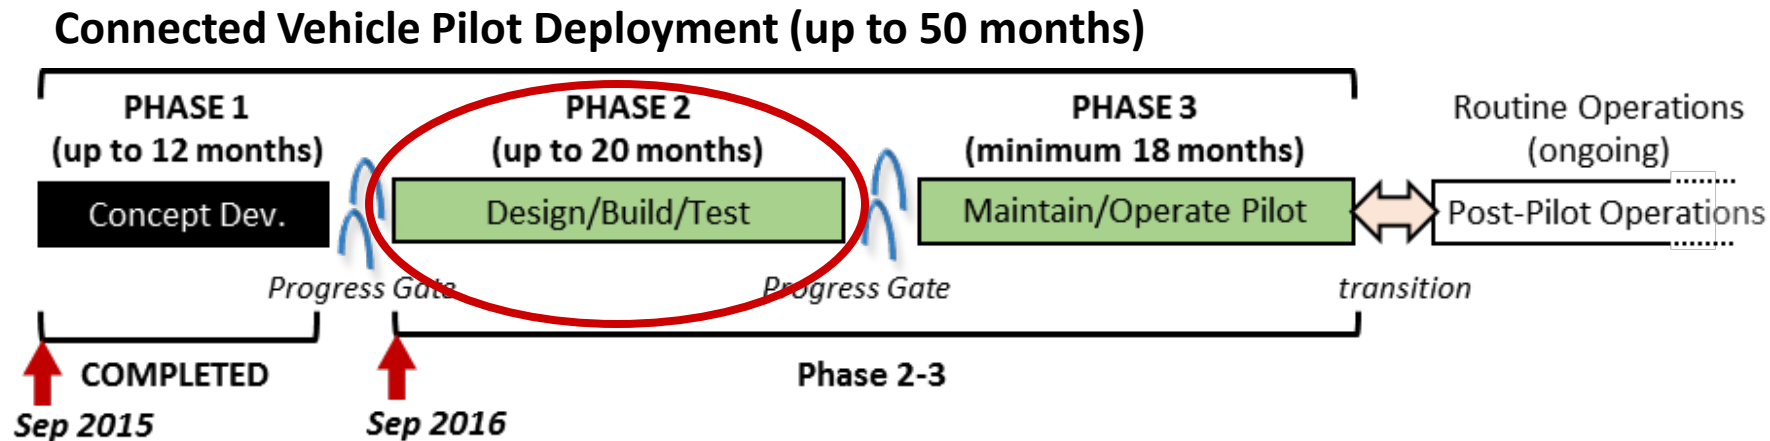 Connected Vehicle Pilot Deployment (up to 50 months)
PHASE 1
(up to 12 months)
Concept Dev.
Progress Gate
PHASE 2
(up to 20 months)
Design/Build/Test
Progress Gate
PHASE 3
(minimum 18 months)
Maintain/Operate Pilot
transition
Routine Operations
(ongoing)
Post-Pilot Operations
COMPLETED
Phase 2-3
Sep 2015
Sep 2016